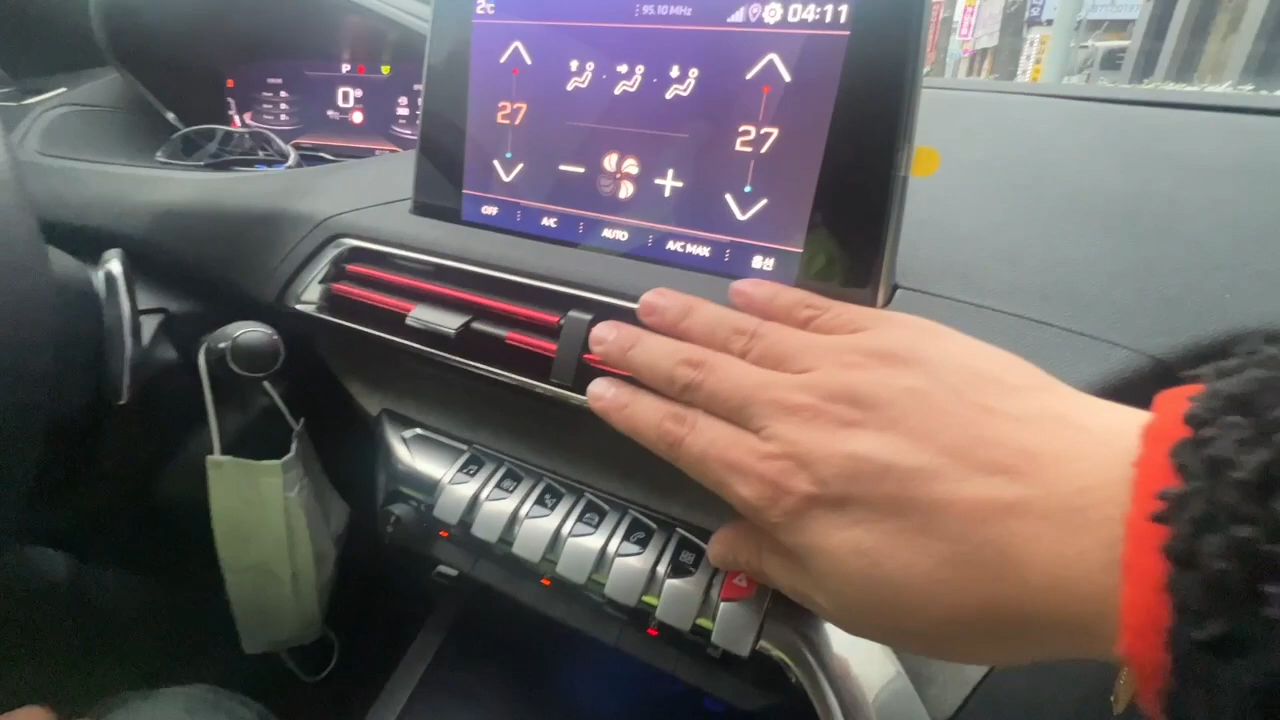 2℃
95.10 MHz
04:11
P
0
27
27
OFF
A/C
AUTO
A/C MAX
옵션